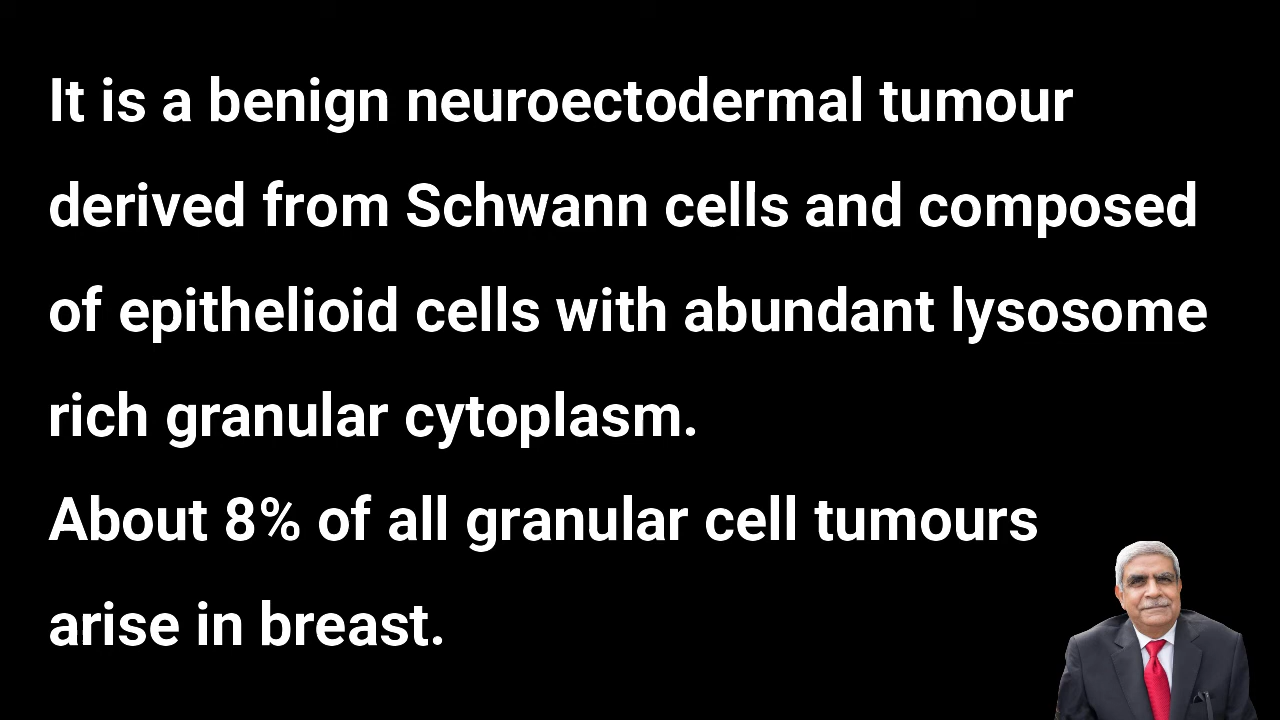 It is a benign neuroectodermal tumour
derived from Schwann cells and composed
of epithelioid cells with abundant lysosome
rich granular cytoplasm.
About 8% of all granular cell tumours
arise in breast.